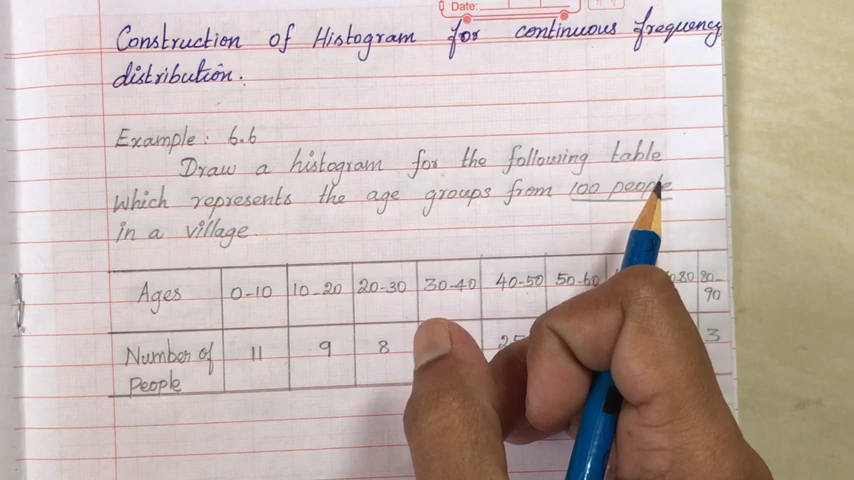 Date:
Construction of Histogram for continuous frequency
distribution.
Example: 6.6
Draw a histogram for the following table
Which represents the age groups from 100 people
in a village.
Ages 0-10 10-20 20-30 30-40 40-50 50-60 80-90
Number of People 11 9 8 3